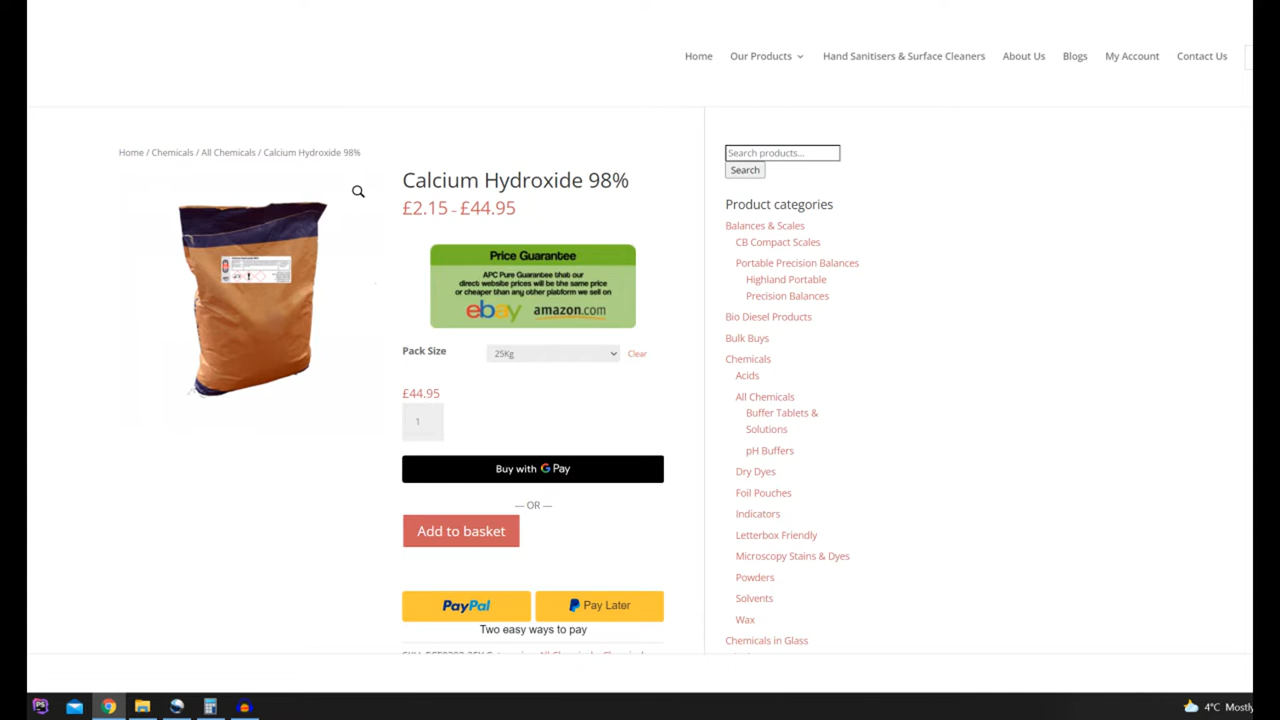 Home
Our Products
Hand Sanitisers & Surface Cleaners
About Us
Blogs
My Account
Contact Us
Home / Chemicals / All Chemicals / Calcium Hydroxide 98%
Calcium Hydroxide 98%
£2.15 – £44.95
Price Guarantee
APC Pure Guarantee that our
direct website prices will be the same price
or cheaper than any other platform we sell on
ebay amazon.com
Pack Size
25Kg
Clear
£44.95
1
Buy with G Pay
— OR —
Add to basket
PayPal
Pay Later
Two easy ways to pay
Search products...
Search
Product categories
Balances & Scales
CB Compact Scales
Portable Precision Balances
Highland Portable
Precision Balances
Bio Diesel Products
Bulk Buys
Chemicals
Acids
All Chemicals
Buffer Tablets &
Solutions
pH Buffers
Dry Dyes
Foil Pouches
Indicators
Letterbox Friendly
Microscopy Stains & Dyes
Powders
Solvents
Wax
Chemicals in Glass
PS
4°C Mostly